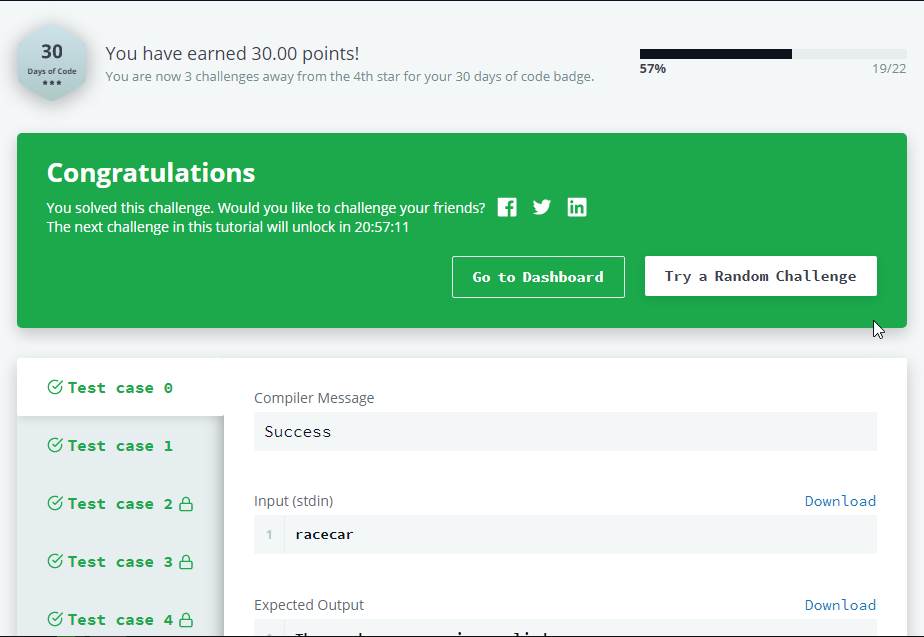 30
Days of Code
★★★
You have earned 30.00 points!
You are now 3 challenges away from the 4th star for your 30 days of code badge.
57%
19/22
Congratulations
You solved this challenge. Would you like to challenge your friends?
The next challenge in this tutorial will unlock in 20:57:11
Go to Dashboard
Try a Random Challenge
Test case 0
Test case 1
Test case 2
Test case 3
Test case 4
Compiler Message
Success
Input (stdin)
Download
1
racecar
Expected Output
Download